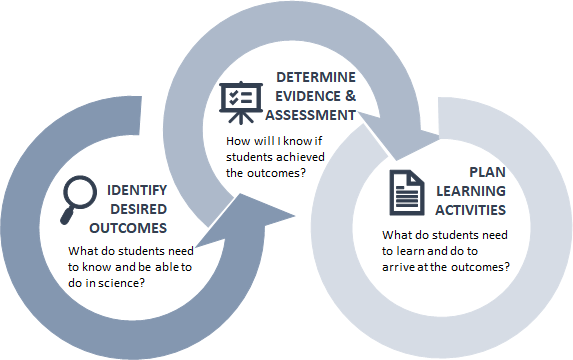 IDENTIFY
DESIRED
OUTCOMES
What do students need
to know and be able to
do in science?
DETERMINE
EVIDENCE &
ASSESSMENT
How will I know if
students achieved
the outcomes?
PLAN
LEARNING
ACTIVITIES
What do students need
to learn and do to
arrive at the outcomes?